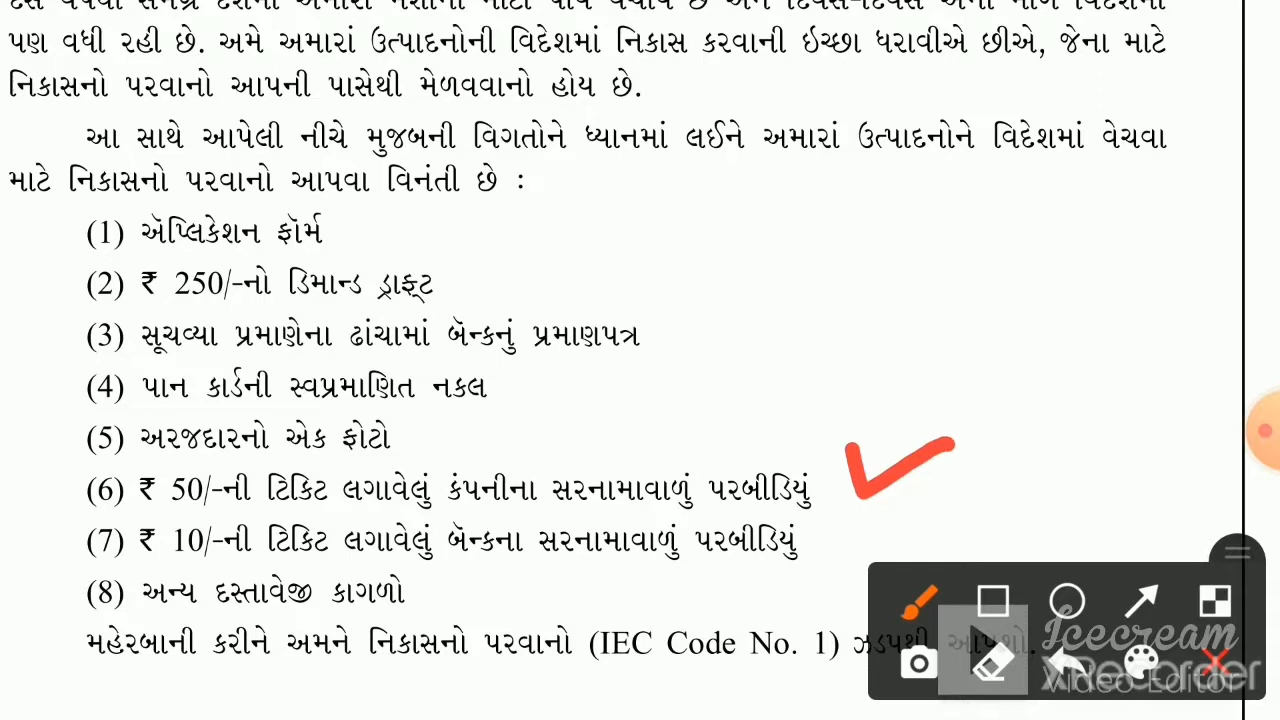 પણ વધી રહી છે. અમે અમારાં ઉત્પાદનોની વિદેશમાં નિકાસ કરવાની ઇચ્છા ધરાવીએ છીએ, જેના માટે
નિકાસનો પરવાનો આપની પાસેથી મેળવવાનો હોય છે.
આ સાથે આપેલી નીચે મુજબની વિગતોને ધ્યાનમાં લઈને અમારાં ઉત્પાદનોને વિદેશમાં વેચવા
માટે નિકાસનો પરવાનો આપવા વિનંતી છે :
(1) ઍપ્લિકેશન ફૉર્મ
(2) ₹ 250/-નો ડિમાન્ડ ડ્રાફ્ટ
(3) સૂચવ્યા પ્રમાણેના ઢાંચામાં બૅન્કનું પ્રમાણપત્ર
(4) પાન કાર્ડની સ્વપ્રમાણિત નકલ
(5) અરજદારનો એક ફોટો
(6) ₹ 50/-ની ટિકિટ લગાવેલું કંપનીના સરનામાવાળું પરબીડિયું
(7) ₹ 10/-ની ટિકિટ લગાવેલું બૅન્કના સરનામાવાળું પરબીડિયું
(8) અન્ય દસ્તાવેજી કાગળો
મહેરબાની કરીને અમને નિકાસનો પરવાનો (IEC Code No. 1) ઝડપથી આપશો.
Icecream
Video Editor